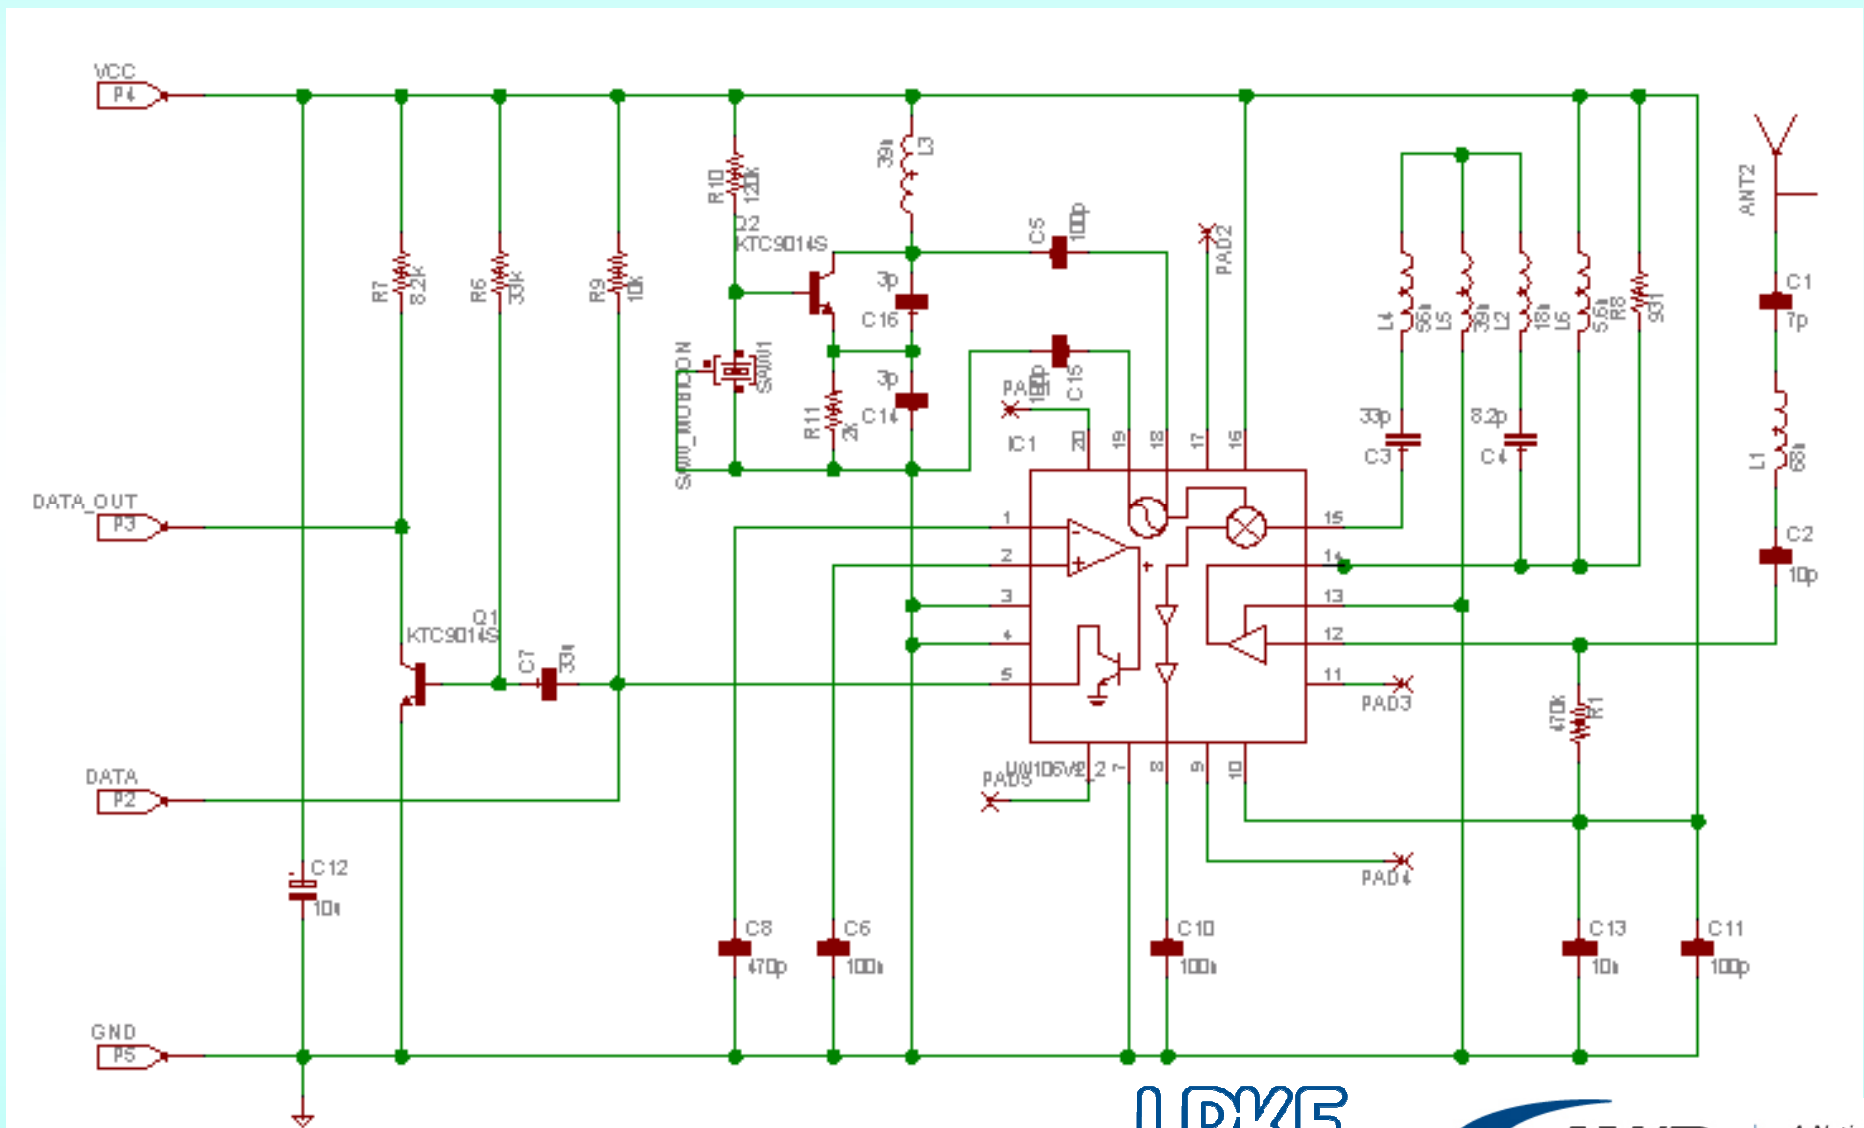 VCC
P4
ANT2
L3
39n
R10
120K
Q2
KTC9014S
C5
100p
PAD2
R7
8.2K
R6
33K
R9
10K
3p
C16
L4
56n
L5
39n
L2
18n
L6
5.6n
R8
931
C1
7p
SAW1
3p
C14
R11
2K
C15
IC1
20
19
18
17
16
33p
C3
8.2p
C4
L1
68n
DATA_OUT
P3
1
15
C2
10p
2
14
3
13
Q1
KTC9014S
4
12
C7
33n
5
11
PAD3
470K
R1
DATA
P2
PAD5
7
8
9
10
C12
10u
PAD4
C8
470p
C6
100n
C10
100n
C13
10n
C11
100p
GND
P5